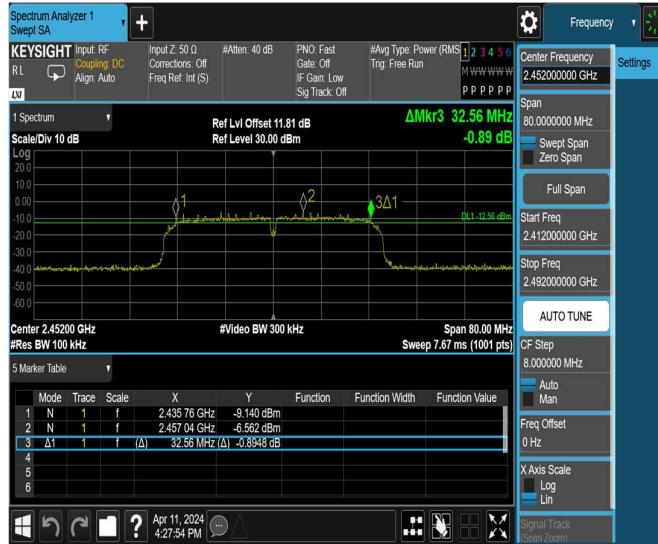 Spectrum Analyzer 1
Swept SA
+
Frequency
KEYSIGHT
RL
LXI
Input: RF
Coupling: DC
Align: Auto
Input Z: 50 Ω
Corrections: Off
Freq Ref: Int (S)
#Atten: 40 dB
PNO: Fast
Gate: Off
IF Gain: Low
Sig Track: Off
#Avg Type: Power (RMS
Trig: Free Run
1 2 3 4 5 6
M W W W W W
P P P P P P
1 Spectrum
Scale/Div 10 dB
Ref Lvl Offset 11.81 dB
Ref Level 30.00 dBm
ΔMkr3 32.56 MHz
-0.89 dB
Log
20.0
10.0
0.00
-10.0
-20.0
-30.0
-40.0
-50.0
-60.0
1
2
3Δ1
DL1 -12.56 dBm
Center 2.45200 GHz
#Video BW 300 kHz
Span 80.00 MHz
#Res BW 100 kHz
Sweep 7.67 ms (1001 pts)
5 Marker Table
Mode Trace Scale X Y Function Function Width Function Value
1 N 1 f 2.435 76 GHz -9.140 dBm
2 N 1 f 2.457 04 GHz -6.562 dBm
3 Δ1 1 f (Δ) 32.56 MHz (Δ) -0.8948 dB
4
5
6
?
Apr 11, 2024
4:27:54 PM
Center Frequency
2.452000000 GHz
Settings
Span
80.0000000 MHz
Swept Span
Zero Span
Full Span
Start Freq
2.412000000 GHz
Stop Freq
2.492000000 GHz
AUTO TUNE
CF Step
8.000000 MHz
Auto
Man
Freq Offset
0 Hz
X Axis Scale
Log
Lin
Signal Track
(Span Zoom)